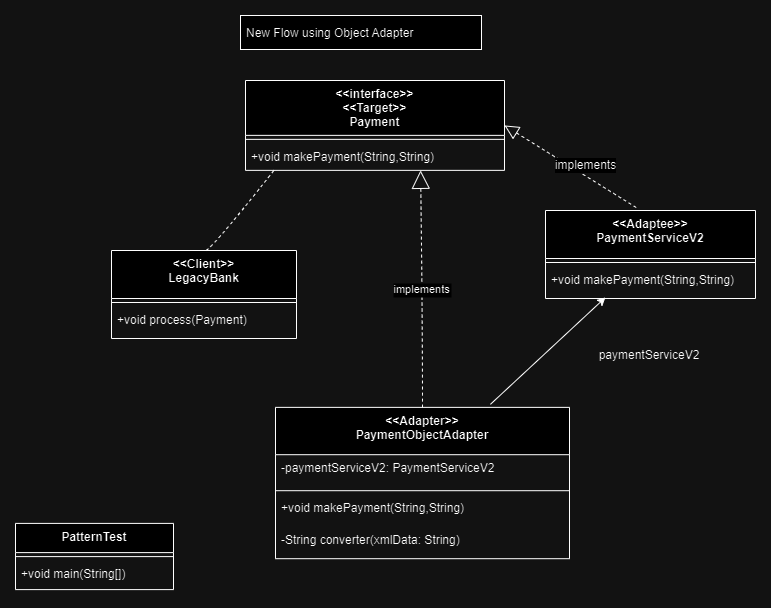 New Flow using Object Adapter
<<interface>>
<<Target>>
Payment
+void makePayment(String,String)
implements
<<Adaptee>>
PaymentServiceV2
+void makePayment(String,String)
<<Client>>
LegacyBank
+void process(Payment)
implements
paymentServiceV2
<<Adapter>>
PaymentObjectAdapter
-paymentServiceV2: PaymentServiceV2
+void makePayment(String,String)
-String converter(xmlData: String)
PatternTest
+void main(String[])